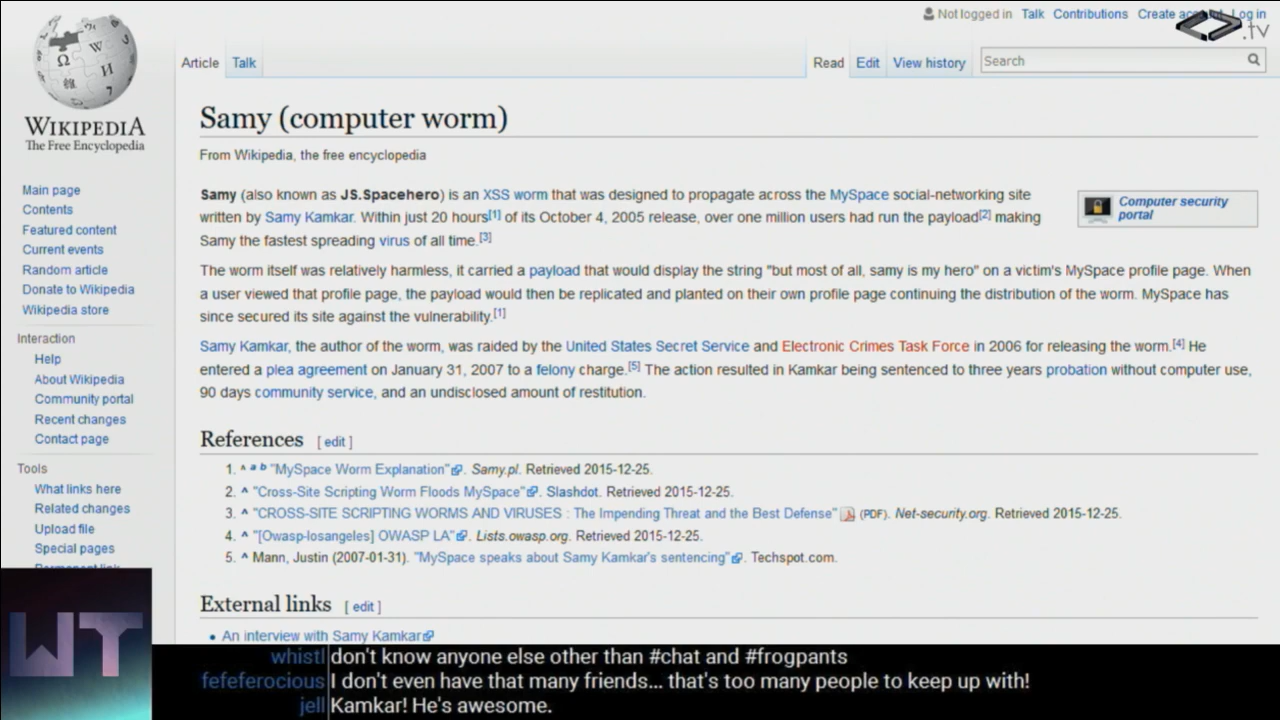 Not logged in Talk Contributions Create account Log in
.tv
Article Talk Read Edit View history Search
WIKIPEDIA
The Free Encyclopedia
Main page
Contents
Featured content
Current events
Random article
Donate to Wikipedia
Wikipedia store
Interaction
Help
About Wikipedia
Community portal
Recent changes
Contact page
Tools
What links here
Related changes
Upload file
Special pages
Permanent link
Samy (computer worm)
From Wikipedia, the free encyclopedia
Samy (also known as JS.Spacehero) is an XSS worm that was designed to propagate across the MySpace social-networking site
written by Samy Kamkar. Within just 20 hours[1] of its October 4, 2005 release, over one million users had run the payload[2] making
Samy the fastest spreading virus of all time.[3]
Computer security
portal
The worm itself was relatively harmless, it carried a payload that would display the string "but most of all, samy is my hero" on a victim's MySpace profile page. When
a user viewed that profile page, the payload would then be replicated and planted on their own profile page continuing the distribution of the worm. MySpace has
since secured its site against the vulnerability.[1]
Samy Kamkar, the author of the worm, was raided by the United States Secret Service and Electronic Crimes Task Force in 2006 for releasing the worm.[4] He
entered a plea agreement on January 31, 2007 to a felony charge.[5] The action resulted in Kamkar being sentenced to three years probation without computer use,
90 days community service, and an undisclosed amount of restitution.
References [ edit ]
1. ^ a b "MySpace Worm Explanation". Samy.pl. Retrieved 2015-12-25.
2. ^ "Cross-Site Scripting Worm Floods MySpace". Slashdot. Retrieved 2015-12-25.
3. ^ "CROSS-SITE SCRIPTING WORMS AND VIRUSES : The Impending Threat and the Best Defense" (PDF). Net-security.org. Retrieved 2015-12-25.
4. ^ "[Owasp-losangeles] OWASP LA". Lists.owasp.org. Retrieved 2015-12-25.
5. ^ Mann, Justin (2007-01-31). "MySpace speaks about Samy Kamkar's sentencing". Techspot.com.
External links [ edit ]
• An interview with Samy Kamkar
WT
whistl don't know anyone else other than #chat and #frogpants
fefeferocious I don't even have that many friends... that's too many people to keep up with!
jell Kamkar! He's awesome.